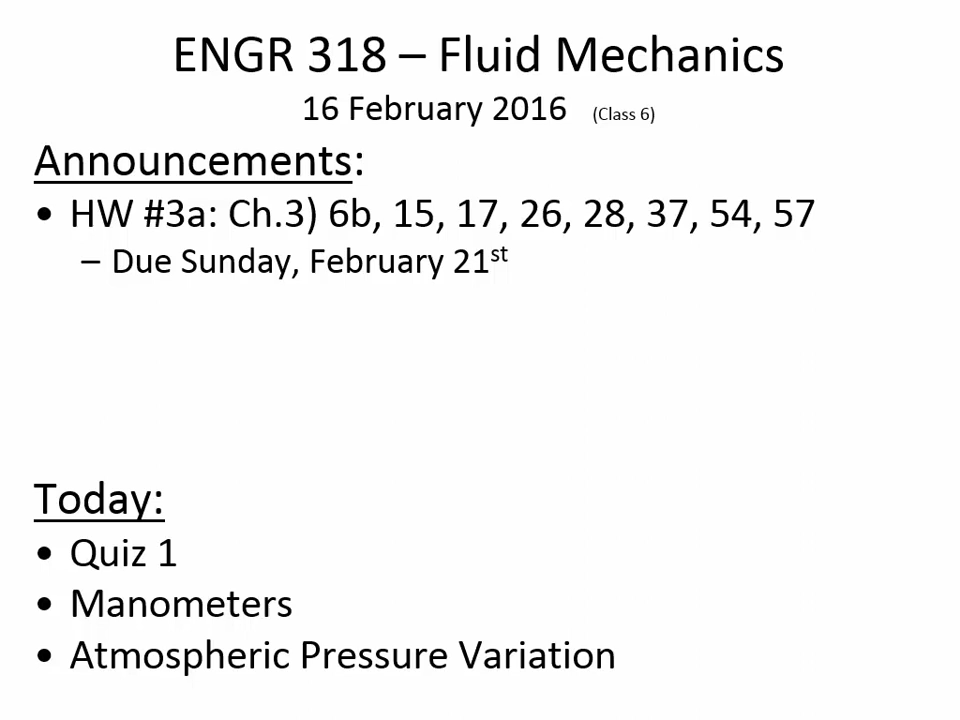 ENGR 318 – Fluid Mechanics
16 February 2016 (Class 6)
Announcements:
• HW #3a: Ch.3) 6b, 15, 17, 26, 28, 37, 54, 57
– Due Sunday, February 21st
Today:
• Quiz 1
• Manometers
• Atmospheric Pressure Variation